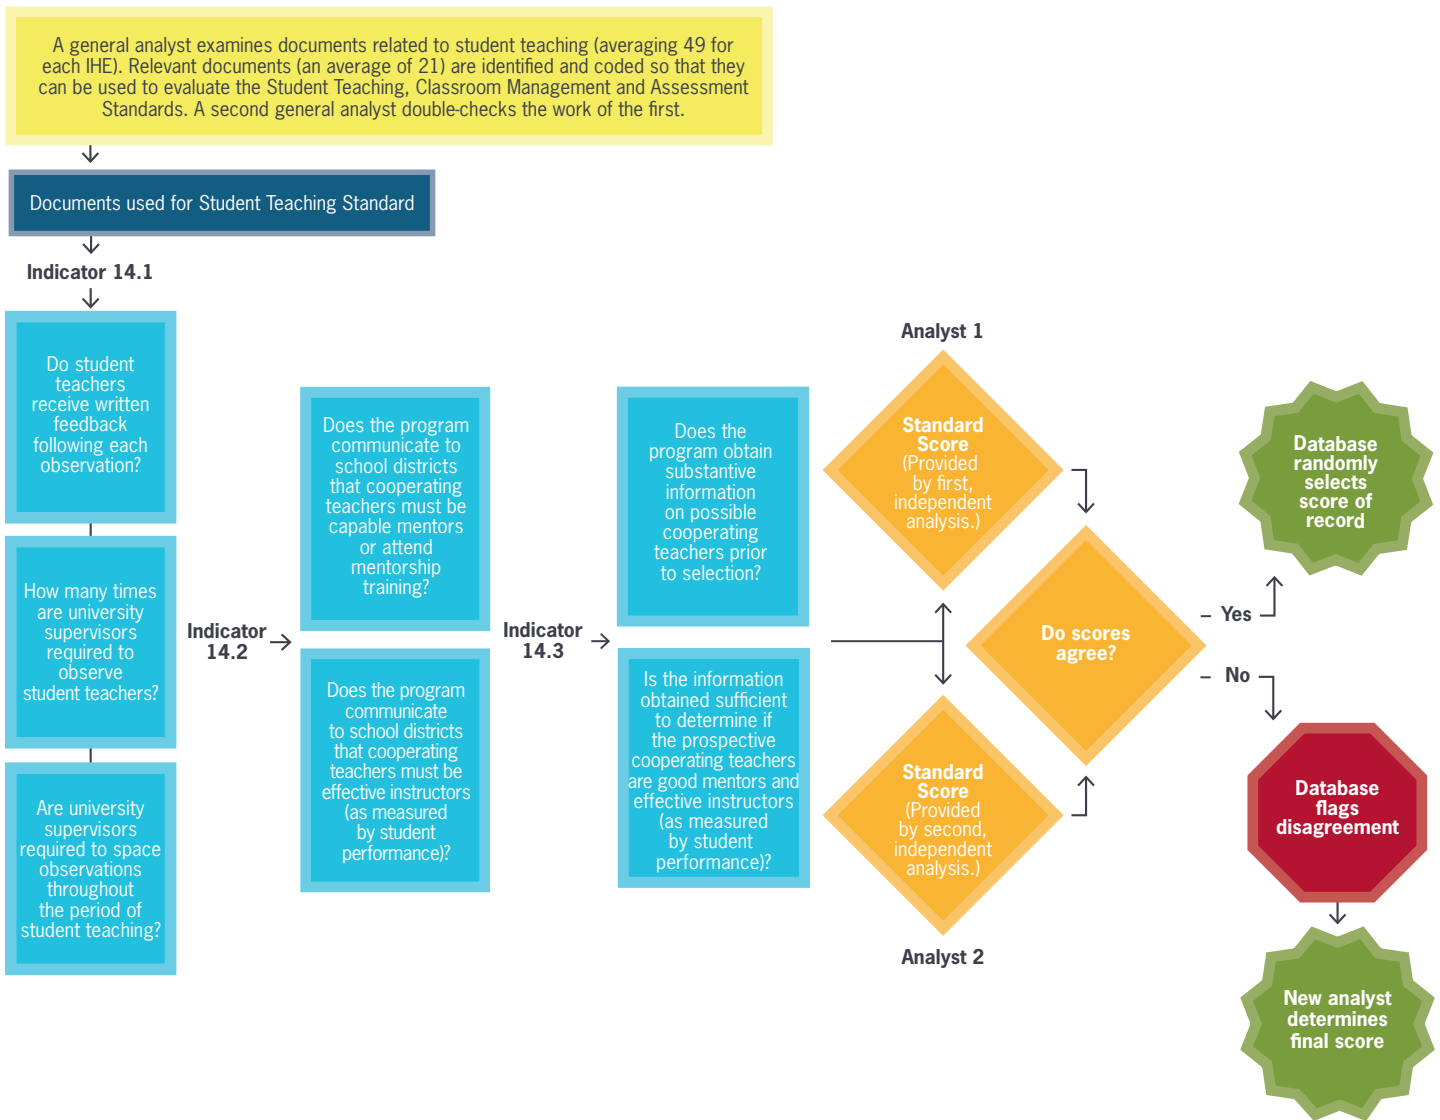 A general analyst examines documents related to student teaching (averaging 49 for
each IHE). Relevant documents (an average of 21) are identified and coded so that they
can be used to evaluate the Student Teaching, Classroom Management and Assessment
Standards. A second general analyst double-checks the work of the first.
Documents used for Student Teaching Standard
Indicator 14.1
Do student
teachers
receive written
feedback
following each
observation?
How many times
are university
supervisors
required to
observe
student teachers?
Are university
supervisors
required to space
observations
throughout
the period of
student teaching?
Indicator
14.2
Does the program
communicate to
school districts
that cooperating
teachers must be
capable mentors
or attend
mentorship
training?
Does the program
communicate
to school districts
that cooperating
teachers must be
effective instructors
(as measured
by student
performance)?
Indicator
14.3
Does the
program obtain
substantive
information
on possible
cooperating
teachers prior
to selection?
Is the information
obtained sufficient
to determine if
the prospective
cooperating teachers
are good mentors and
effective instructors
(as measured
by student
performance)?
Analyst 1
Standard
Score
(Provided
by first,
independent
analysis.)
Standard
Score
(Provided
by second,
independent
analysis.)
Analyst 2
Do scores
agree?
Yes
No
Database
randomly
selects
score of
record
Database
flags
disagreement
New analyst
determines
final score